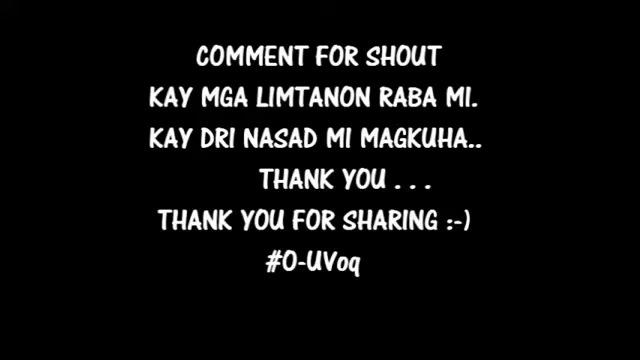 COMMENT FOR SHOUT
KAY MGA LIMTANON RABA MI.
KAY DRI NASAD MI MAGKUHA..
THANK YOU . . .
THANK YOU FOR SHARING :-)
#O-UVoq